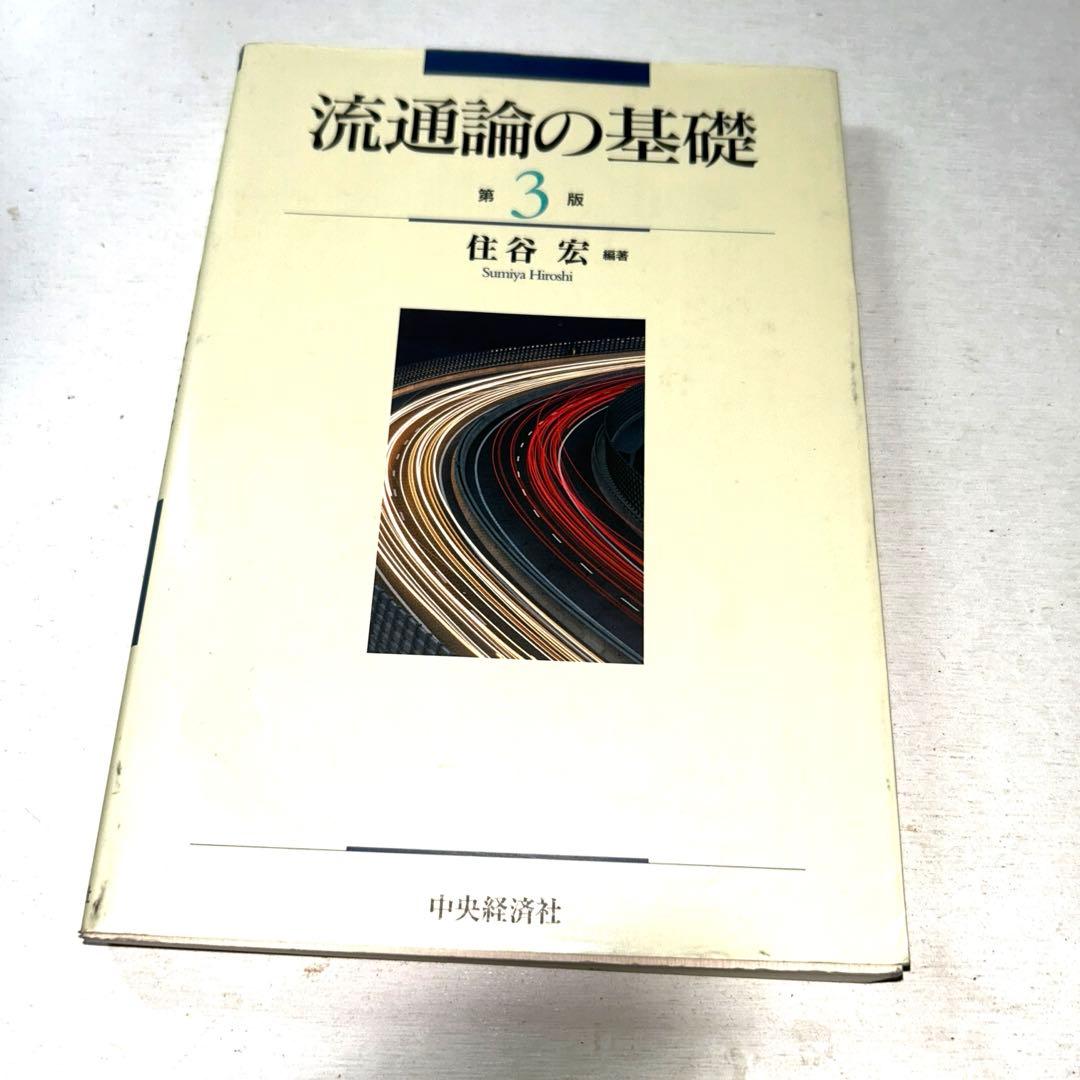 流通論の基礎
第3版
住谷 宏 編著
Sumiya Hiroshi
中央経済社